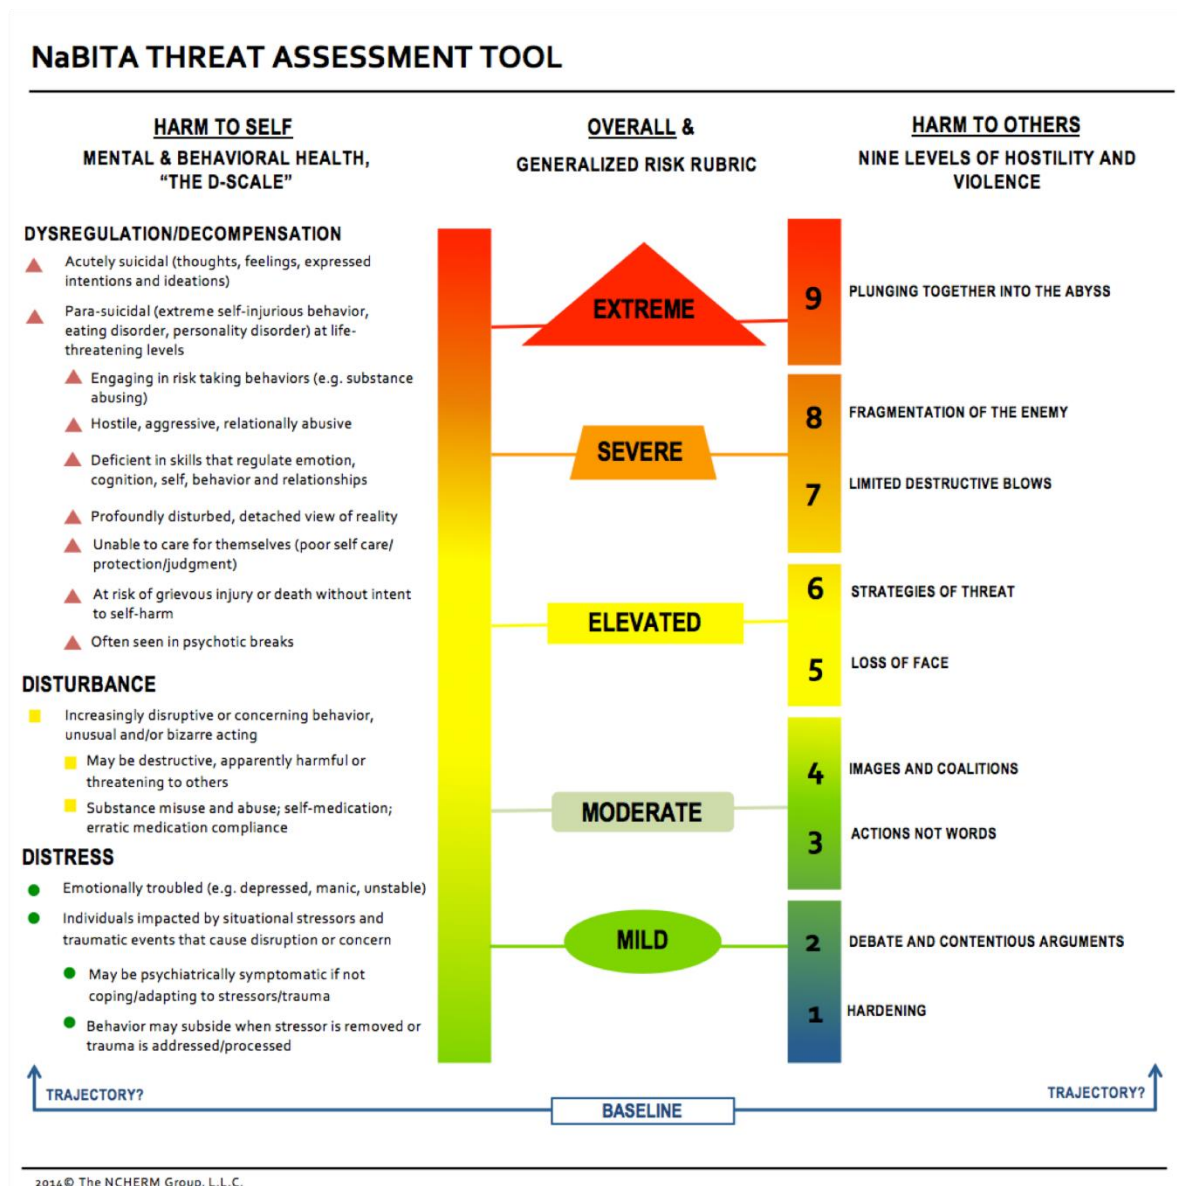 NaBITA THREAT ASSESSMENT TOOL
HARM TO SELF
MENTAL & BEHAVIORAL HEALTH,
“THE D-SCALE”
DYSREGULATION/DECOMPENSATION
Acutely suicidal (thoughts, feelings, expressed
intentions and ideations)
Para-suicidal (extreme self-injurious behavior,
eating disorder, personality disorder) at life-
threatening levels
Engaging in risk taking behaviors (e.g. substance
abusing)
Hostile, aggressive, relationally abusive
Deficient in skills that regulate emotion,
cognition, self, behavior and relationships
Profoundly disturbed, detached view of reality
Unable to care for themselves (poor self care/
protection/judgment)
At risk of grievous injury or death without intent
to self-harm
Often seen in psychotic breaks
DISTURBANCE
Increasingly disruptive or concerning behavior,
unusual and/or bizarre acting
May be destructive, apparently harmful or
threatening to others
Substance misuse and abuse; self-medication;
erratic medication compliance
DISTRESS
Emotionally troubled (e.g. depressed, manic, unstable)
Individuals impacted by situational stressors and
traumatic events that cause disruption or concern
May be psychiatrically symptomatic if not
coping/adapting to stressors/trauma
Behavior may subside when stressor is removed or
trauma is addressed/processed
OVERALL &
GENERALIZED RISK RUBRIC
EXTREME
SEVERE
ELEVATED
MODERATE
MILD
HARM TO OTHERS
NINE LEVELS OF HOSTILITY AND
VIOLENCE
9 PLUNGING TOGETHER INTO THE ABYSS
8 FRAGMENTATION OF THE ENEMY
7 LIMITED DESTRUCTIVE BLOWS
6 STRATEGIES OF THREAT
5 LOSS OF FACE
4 IMAGES AND COALITIONS
3 ACTIONS NOT WORDS
2 DEBATE AND CONTENTIOUS ARGUMENTS
1 HARDENING
TRAJECTORY?
BASELINE
TRAJECTORY?
2014© The NCHERM Group, L.L.C.